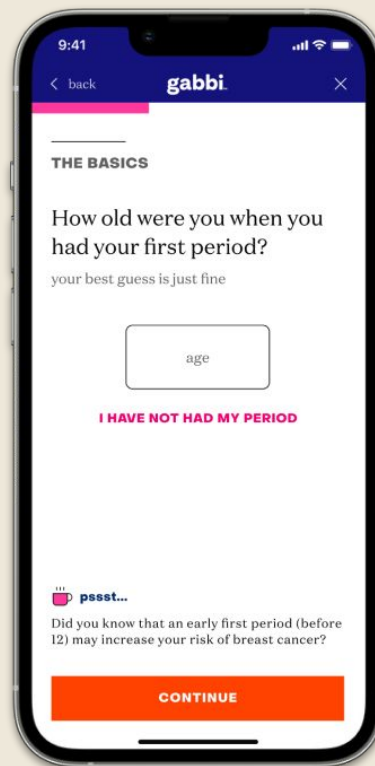 9:41
back
gabbi.
THE BASICS
How old were you when you
had your first period?
your best guess is just fine
age
I HAVE NOT HAD MY PERIOD
pssst...
Did you know that an early first period (before
12) may increase your risk of breast cancer?
CONTINUE